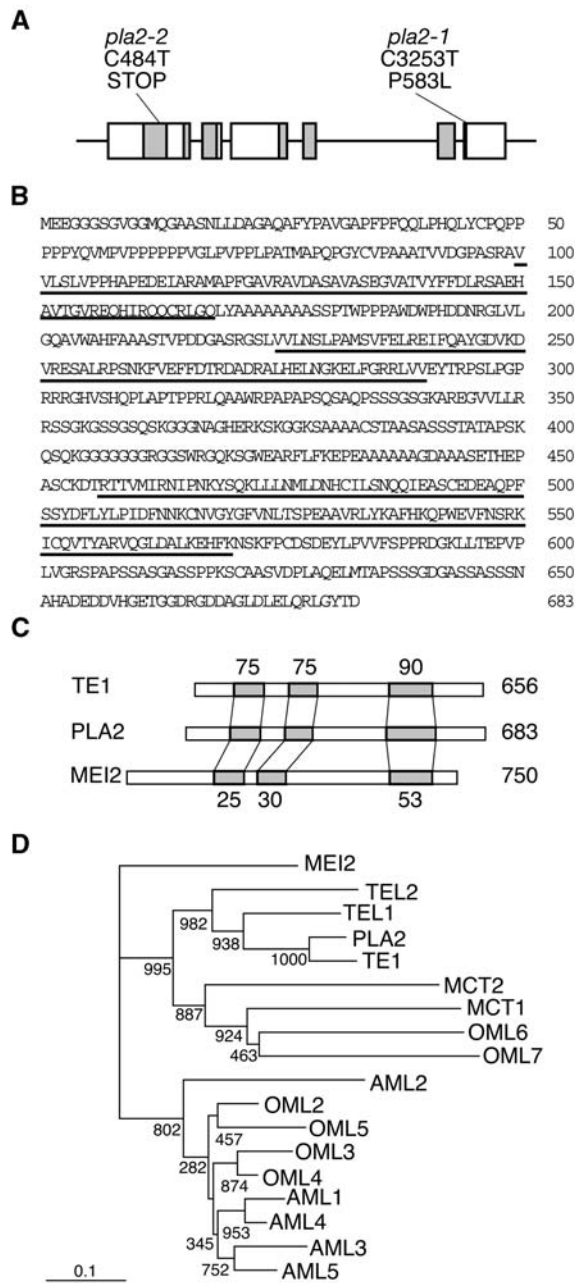 A
pla2-2 pla2-1
C484T C3253T
STOP P583L
B
MEEGGGSGVGGMQGAASNLLDAGAQAFYPAVGAPFPFQQLPHQLYCPQPP 50
PPPYQVMPVPPPPPPVGLPVPPLPATMAPQPGYCVPAAATVVDGPASRAV 100
VLSLVPPHAPEDEIARAMAPFGAVRAVDASAVASEGVATVYFFDLRSAEH 150
AVTGVREQHIRQQCRLGQLYAAAAAAAASSPTWPPPAWDWPHDDNRGLVL 200
GQAVWAHFAAASTVPDDGASRGSLVVLNSLPAMSVFELREIFQAYGDVKD 250
VRESALRPSNKFVEFFDTRDADRALHELNGKELFGRRLVVEYTRPSLPGP 300
RRRGHVSHQPLAPTPPRLQAAWRPAPAPSQSAQPSSSGSGKAREGVVLLR 350
RSSGKGSSGSQSKGGGNAGHERKSKGGKSAAAACSTAASASSSTATAPSK 400
QSQKGGGGGGGRGGSWRGQKSGWEARFLFKEPEAAAAAAGDAAASETHEP 450
ASCKDTRTTVMIRNIPNKYSQKLLLNMLDNHCILSNQQIEASCEDEAQPF 500
SSYDFLYLPIDFNNKCNVGYGFVNLTSPEAAVRLYKAFHKQPWEVFNSRK 550
ICQVTYARVQGLDALKEHFKNSKFPCDSDEYLPVVFSPPRDGKLLTEPVP 600
LVGRSPAPSSASGASSPPKSCAASVDPLAQELMTAPSSSGDGASSASSSN 650
AHADEDDVHGETGGDRGDDAGLDLELQRLGYTD 683
C
75 75 90
TE1 656
PLA2 683
MEI2 750
25 30 53
D
MEI2
TEL2
982
TEL1
938
PLA2
1000
TE1
995
MCT2
887
MCT1
924
OML6
463
OML7
AML2
802
OML2
457
OML5
282
OML3
874
OML4
AML1
953
AML4
345
AML3
752
AML5
0.1